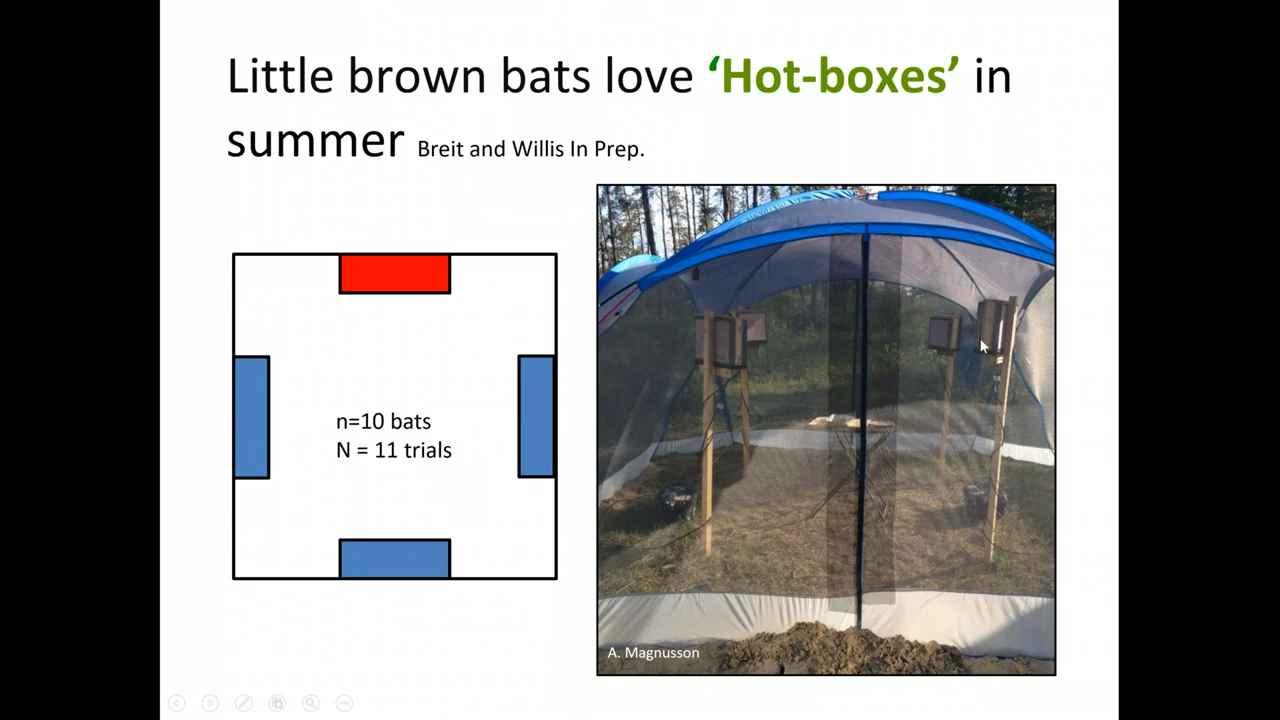 Little brown bats love ‘Hot-boxes’ in
summer Breit and Willis In Prep.
n=10 bats
N = 11 trials
A. Magnusson